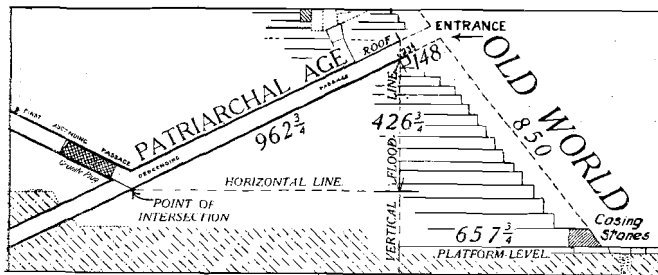 ENTRANCE
ROOF
148
PATRIARCHAL AGE
OLD WORLD
850
FIRST ASCENDING PASSAGE
Granite Plug
DESCENDING PASSAGE
962 3/4
426 3/4
VERTICAL FLOOD LINE
HORIZONTAL LINE
POINT OF
INTERSECTION
657 3/4
Casing
Stones
PLATFORM LEVEL